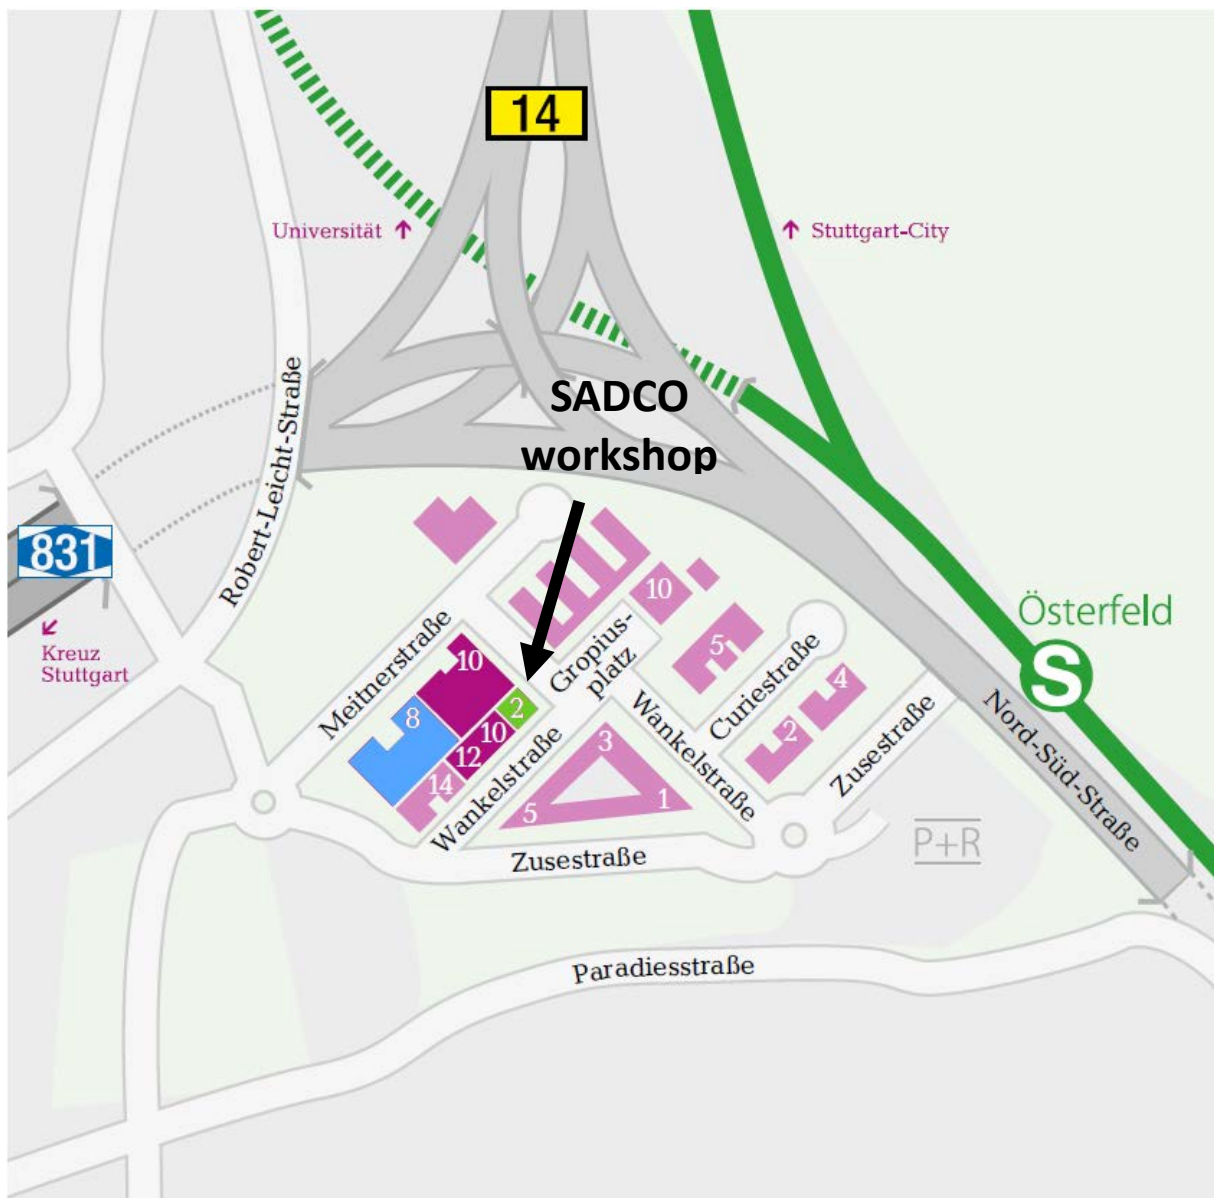 14
Universität ↑
↑ Stuttgart-City
SADCO
workshop
Robert-Leicht-Straße
831
↙
Kreuz
Stuttgart
Österfeld
S
Meitnerstraße
10
Gropius-
platz
10
5
Curiestraße
4
2
8
10
2
12
14
Wankelstraße
3
5
1
Wankelstraße
Zusestraße
Nord-Süd-Straße
Zusestraße
P+R
Paradiesstraße